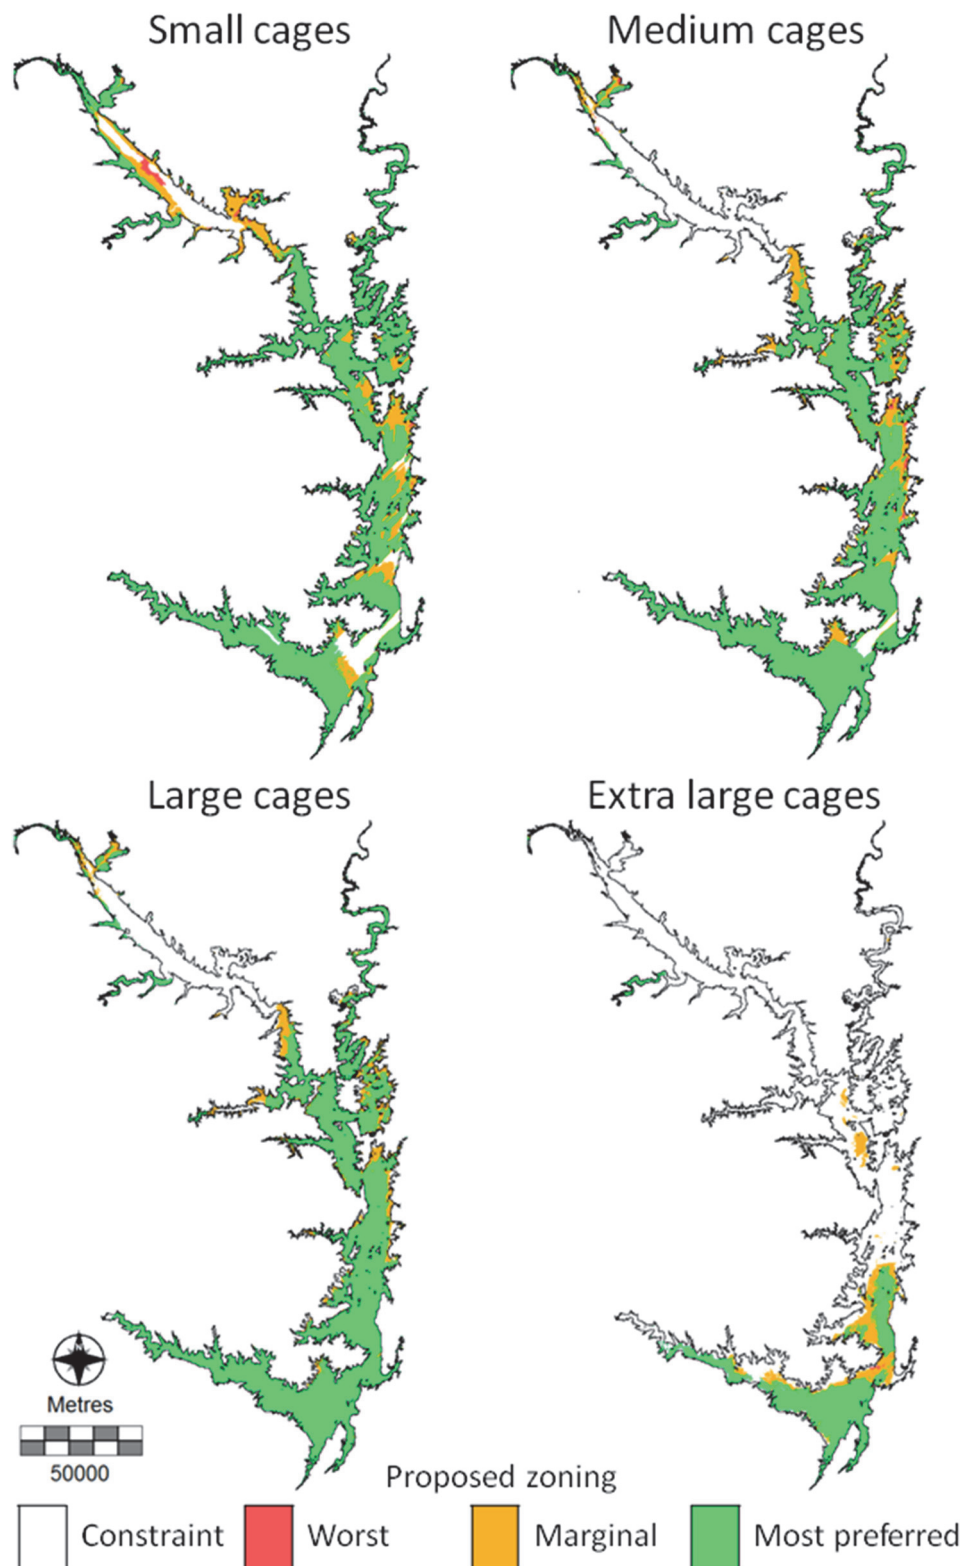 Small cages
Medium cages
Large cages
Extra large cages
Metres
50000
Proposed zoning
Constraint
Worst
Marginal
Most preferred